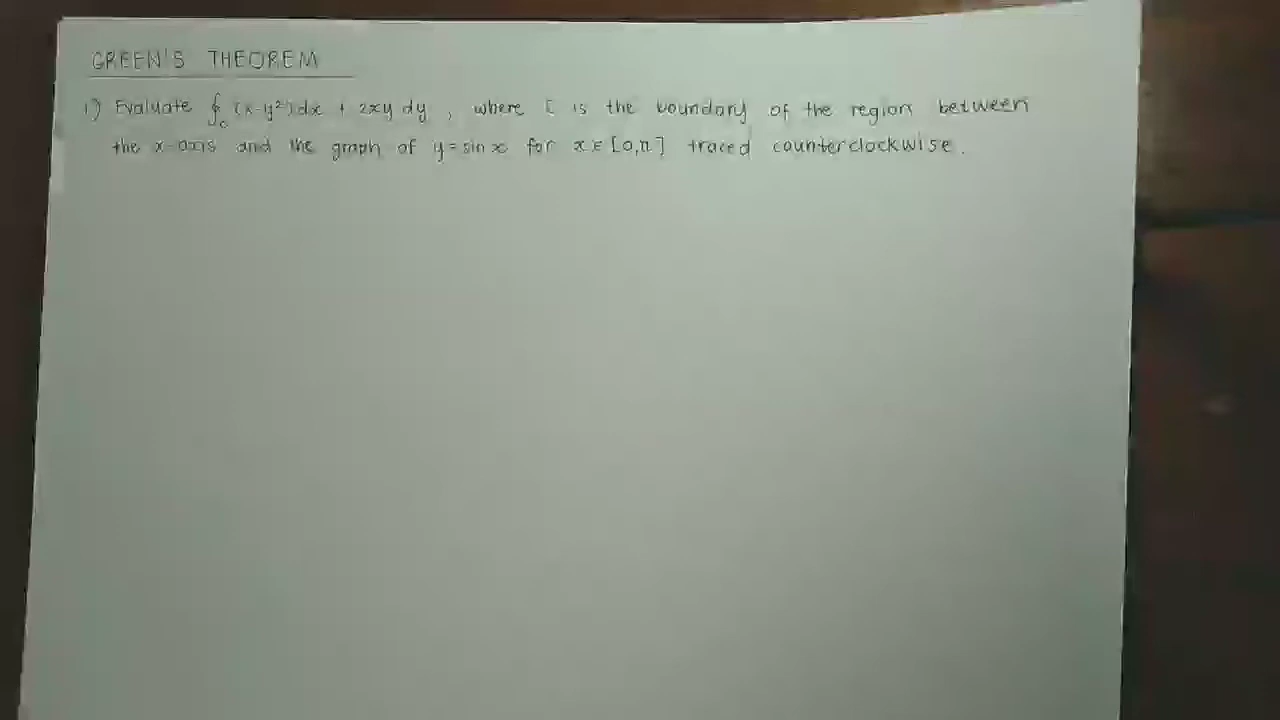 GREEN'S THEOREM
1) Evaluate ∮_C (x-y²)dx + 2xy dy, where C is the boundary of the region between
the x-axis and the graph of y=sin x for x ∈ [0,π] traced counterclockwise.